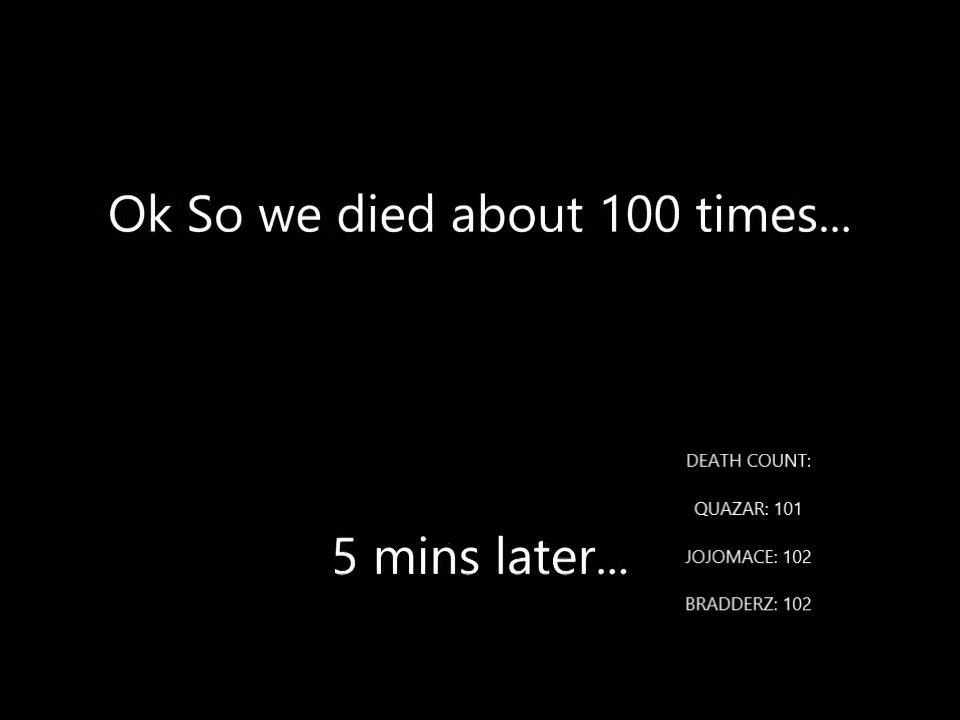 Ok So we died about 100 times...
DEATH COUNT:
QUAZAR: 101
5 mins later...
JOJOMACE: 102
BRADDERZ: 102